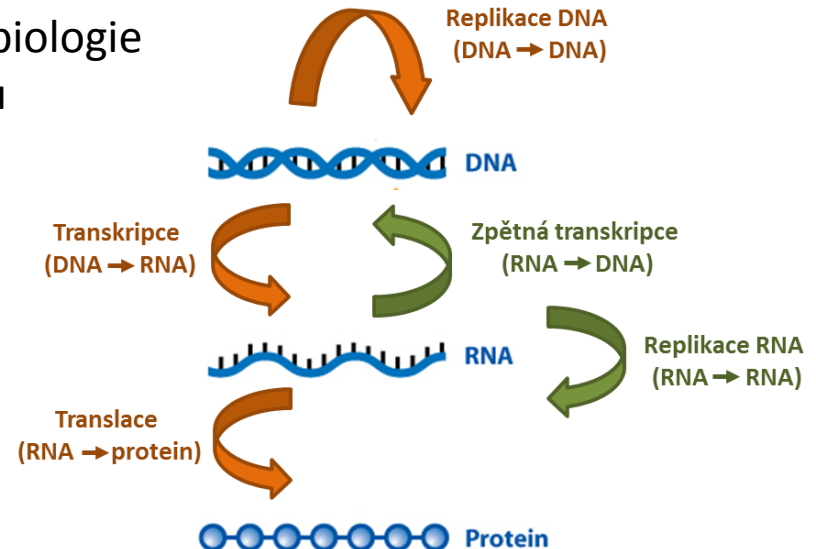 biologie
Replikace DNA
(DNA → DNA)
DNA
Transkripce
(DNA → RNA)
Zpětná transkripce
(RNA → DNA)
RNA
Replikace RNA
(RNA → RNA)
Translace
(RNA → protein)
Protein